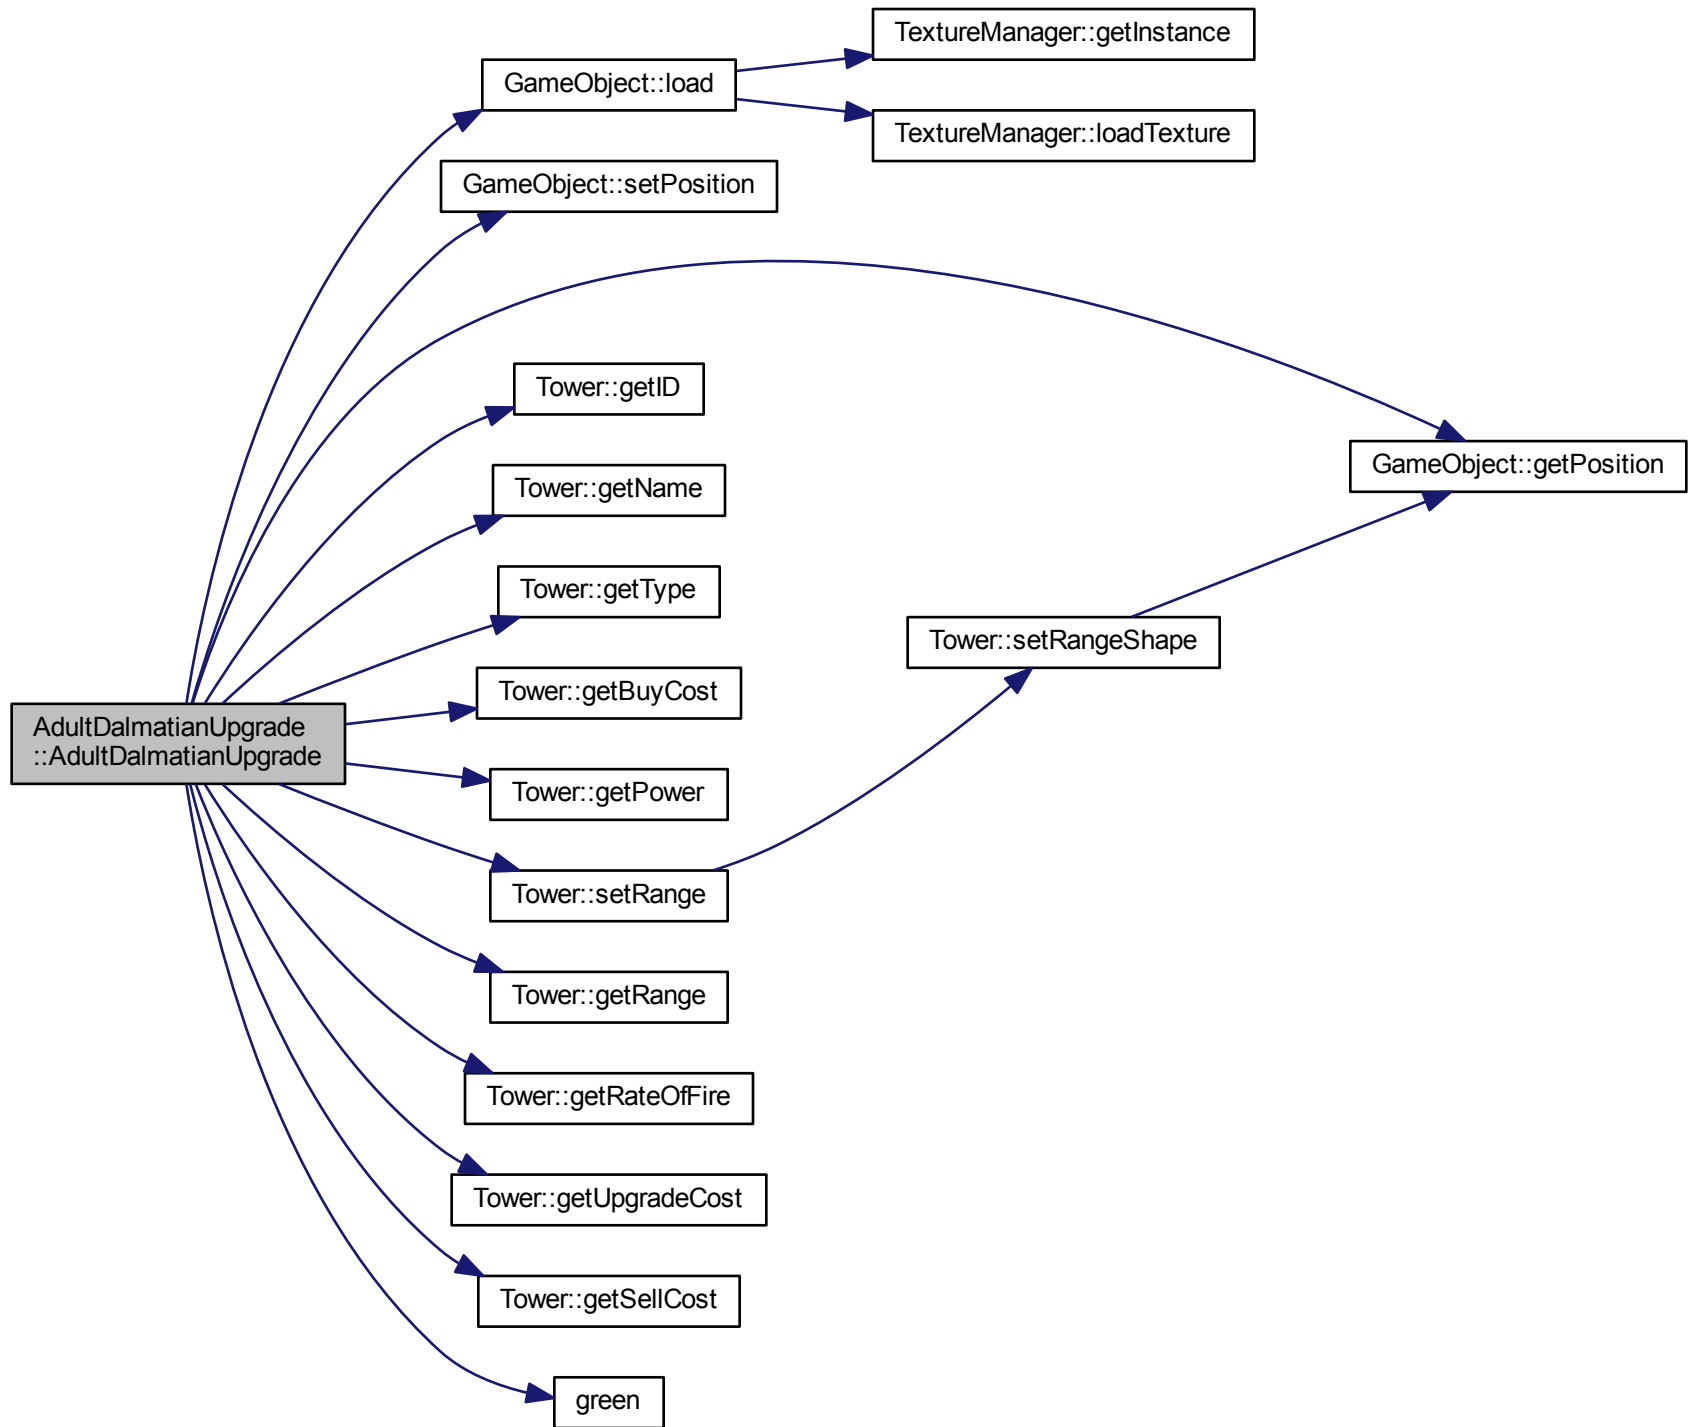 TextureManager::getInstance
GameObject::load
TextureManager::loadTexture
GameObject::setPosition
Tower::getID
GameObject::getPosition
Tower::getName
Tower::getType
Tower::setRangeShape
Tower::getBuyCost
AdultDalmatianUpgrade
::AdultDalmatianUpgrade
Tower::getPower
Tower::setRange
Tower::getRange
Tower::getRateOfFire
Tower::getUpgradeCost
Tower::getSellCost
green